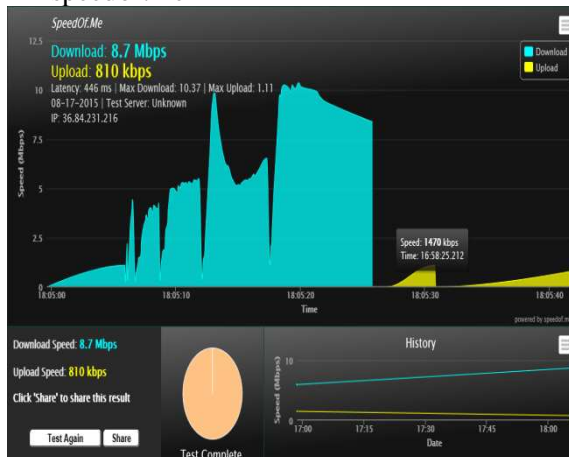 SpeedOf.Me
Download: 8.7 Mbps
Upload: 810 kbps
Latency: 446 ms | Max Download: 10.37 | Max Upload: 1.11
08-17-2015 | Test Server: Unknown
IP: 36.84.231.216
Download
Upload
Speed (Mbps)
12.5
10
7.5
5
2.5
0
Speed: 1470 kbps
Time: 16:58:25.212
18:05:00 18:05:10 18:05:20 18:05:30 18:05:40
Time
powered by speedof.m
Download Speed: 8.7 Mbps
Upload Speed: 810 kbps
Click 'Share' to share this result
Test Again Share
Test Complete
History
Speed (Mbps)
10
0
17:00 17:15 17:30 17:45 18:00
Date